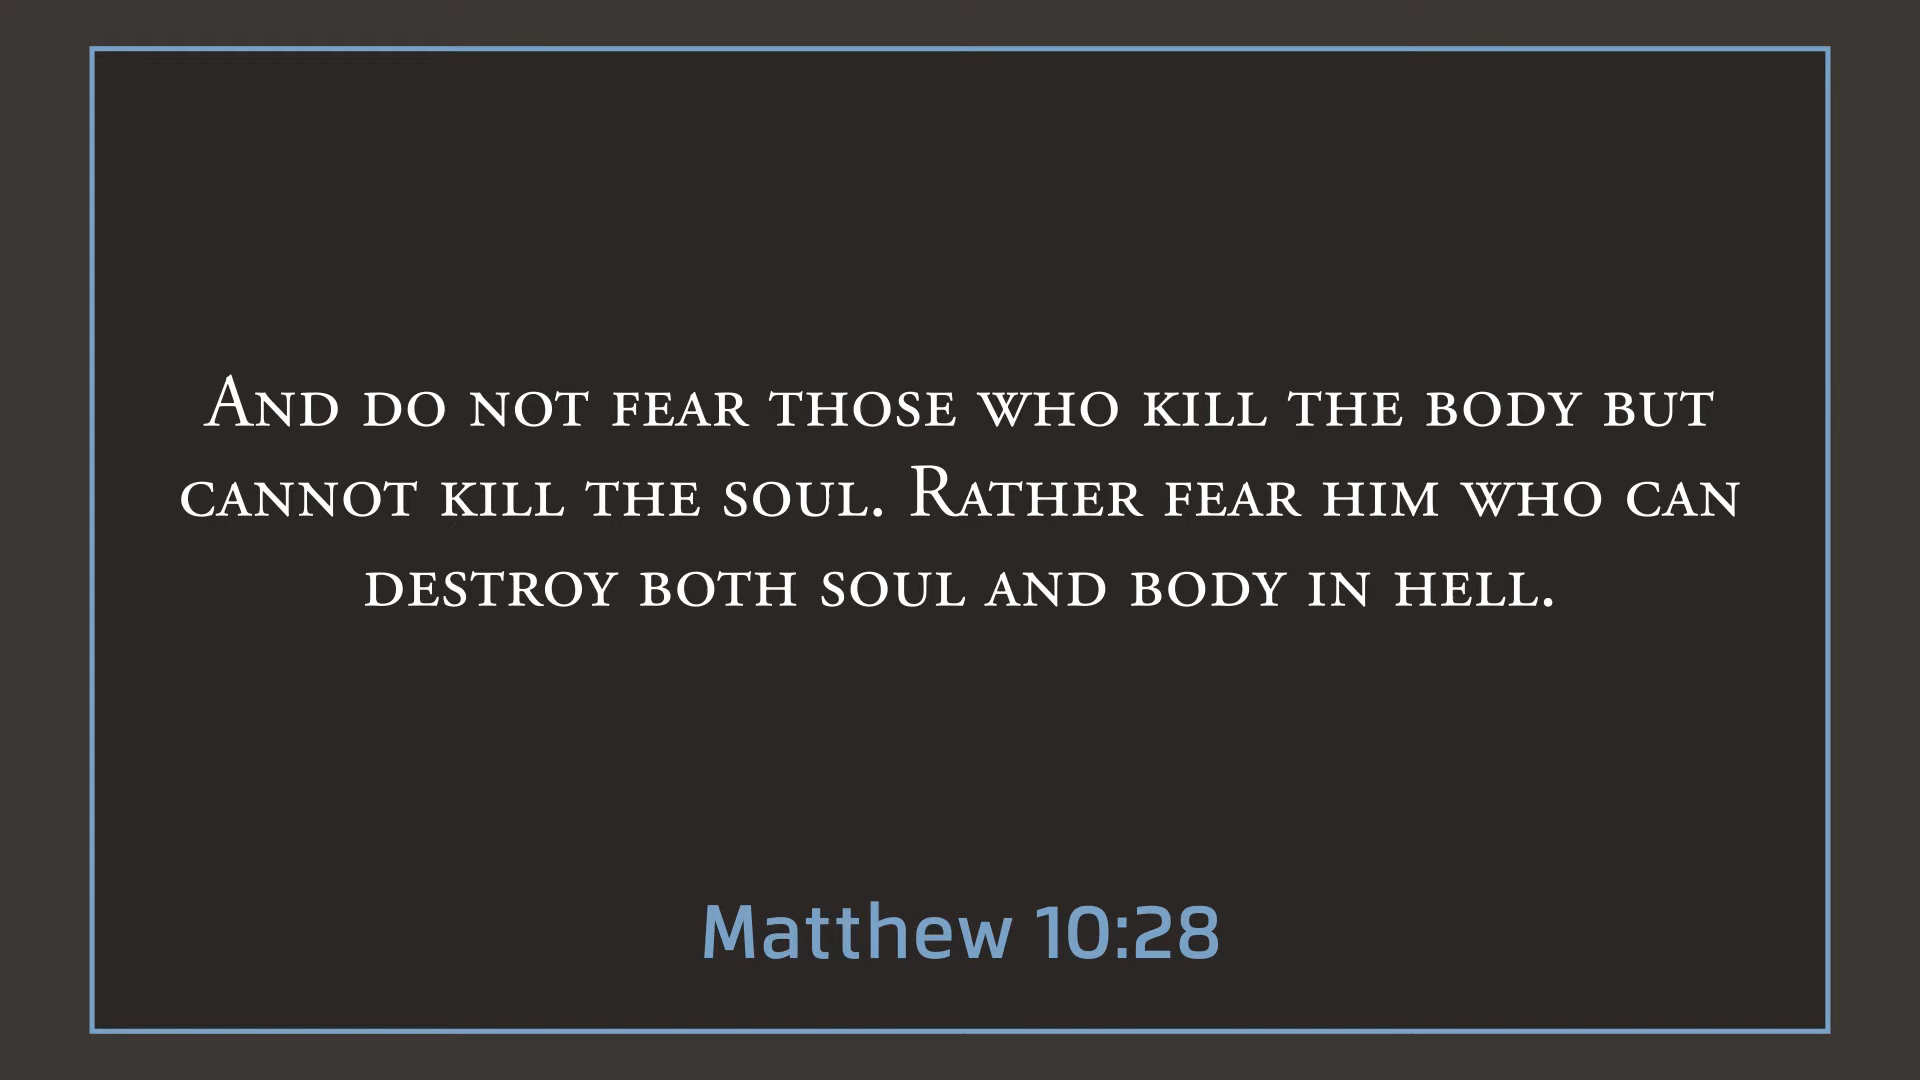 And do not fear those who kill the body but
cannot kill the soul. Rather fear him who can
destroy both soul and body in hell.
Matthew 10:28